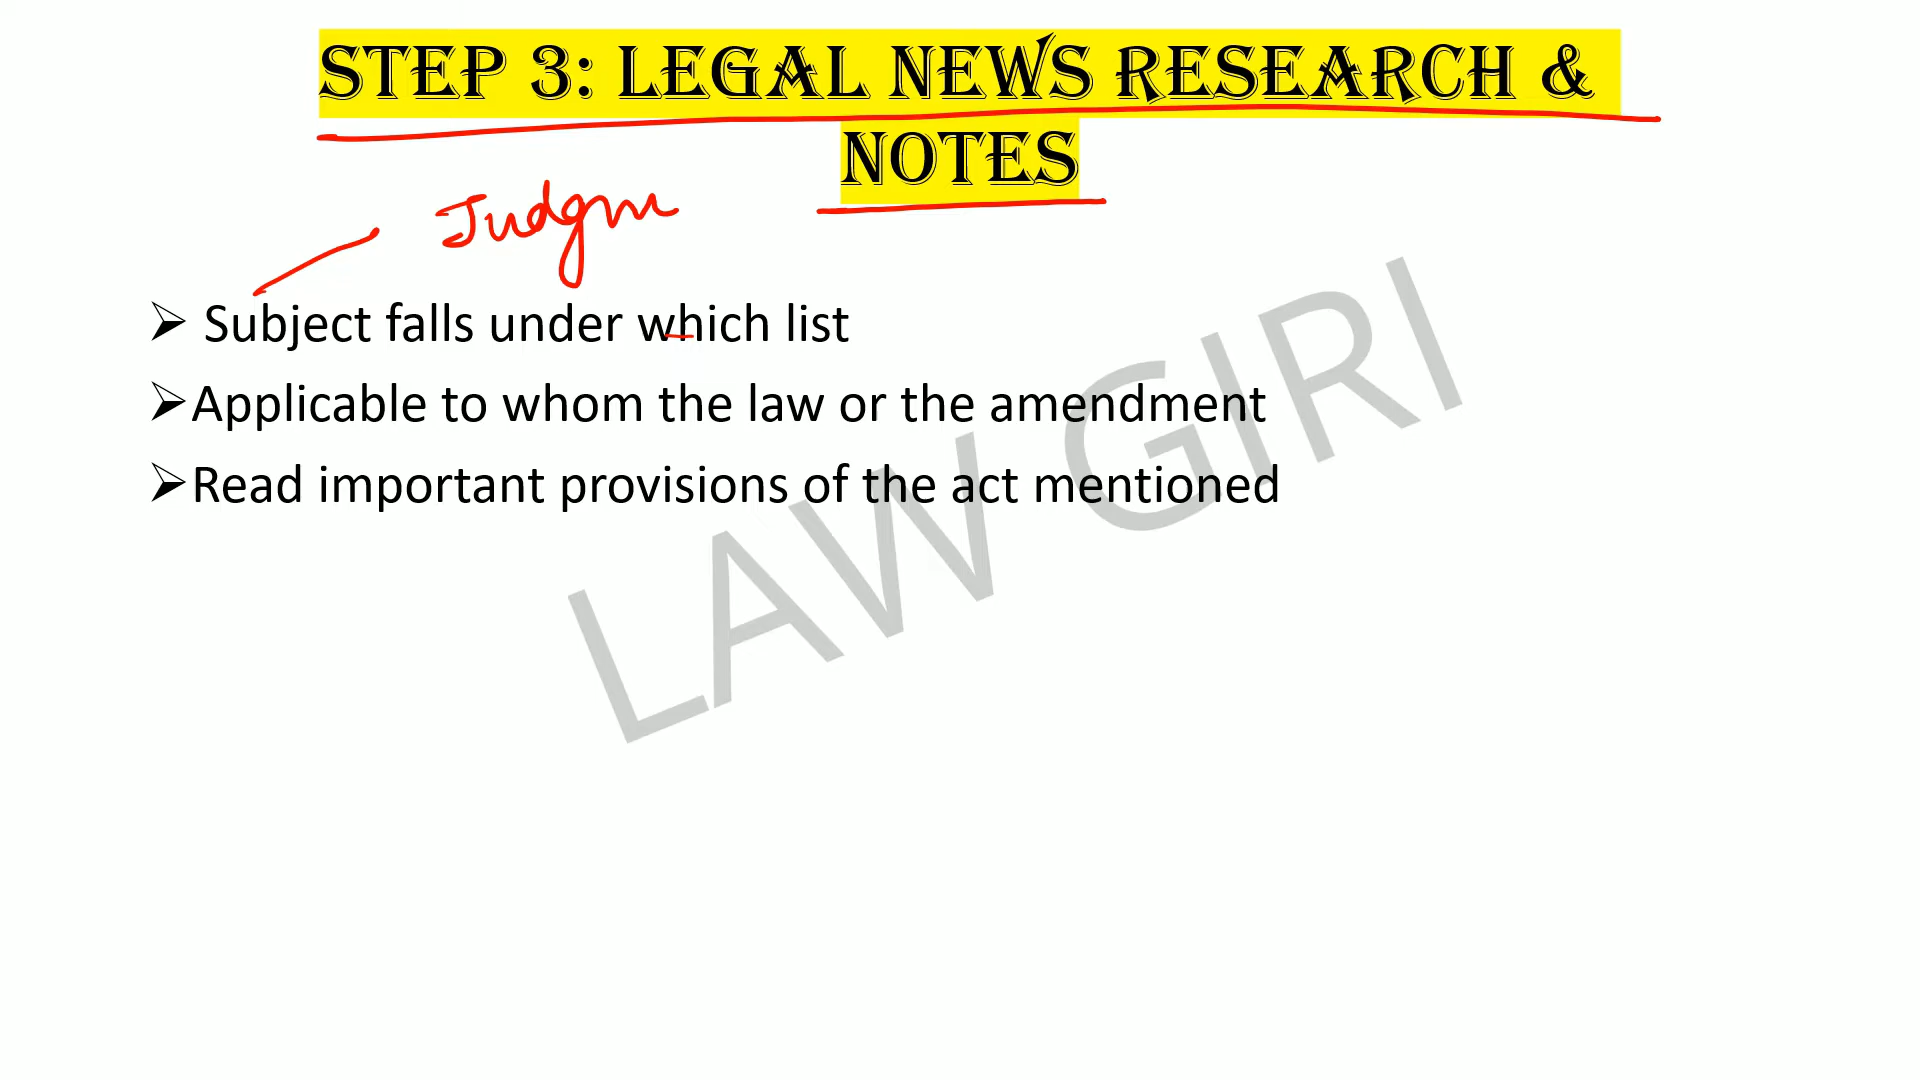 STEP 3: LEGAL NEWS RESEARCH &
NOTES
Judgm
➢ Subject falls under which list
➢Applicable to whom the law or the amendment
➢Read important provisions of the act mentioned
LAW GIRI